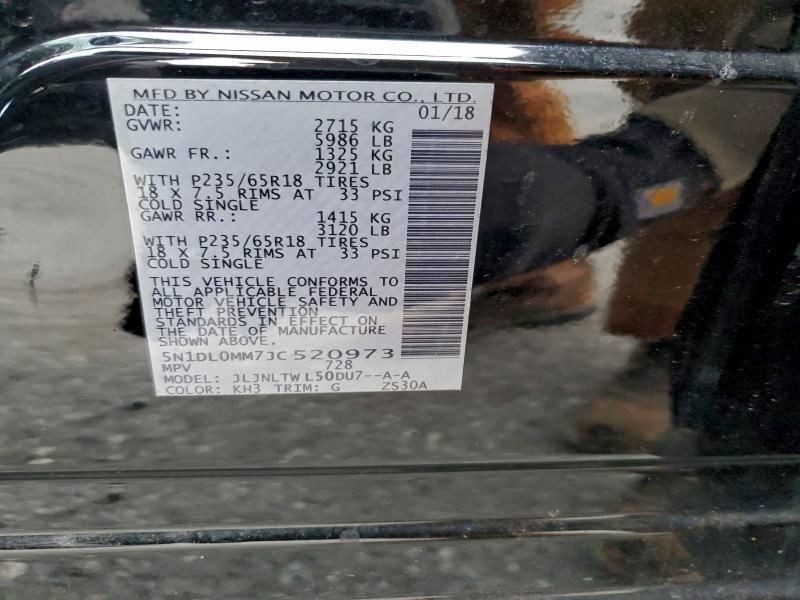 MFD BY NISSAN MOTOR CO., LTD.
DATE: 01/18
GVWR: 2715 KG
5986 LB
GAWR FR.: 1325 KG
2921 LB
WITH P235/65R18 TIRES
18 X 7.5 RIMS AT 33 PSI
COLD SINGLE
GAWR RR.: 1415 KG
3120 LB
WITH P235/65R18 TIRES
18 X 7.5 RIMS AT 33 PSI
COLD SINGLE
THIS VEHICLE CONFORMS TO
ALL APPLICABLE FEDERAL
MOTOR VEHICLE SAFETY AND
THEFT PREVENTION
STANDARDS IN EFFECT ON
THE DATE OF MANUFACTURE
SHOWN ABOVE.
5N1DL0MM7JC520973
MPV 728
MODEL: JLJNLTWL50DU7--A-A
COLOR: KH3 TRIM: G ZS30A